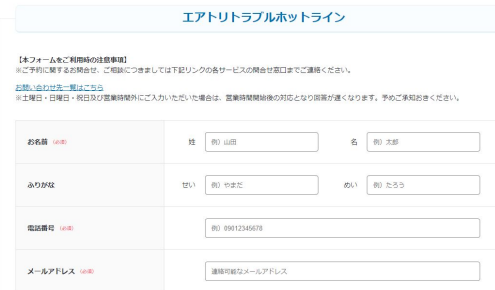 エアトリトラブルホットライン
【本フォームをご利用時の注意事項】
※ご予約に関するお問合せ、ご相談につきましては下記リンクの各サービスの問合せ窓口までご連絡ください。
お問い合わせ先一覧はこちら
※土曜日・日曜日・祝日及び営業時間外にご入力いただいた場合は、営業時間開始後の対応となり回答が遅くなります。予めご承知おきください。
お名前 (必須) 姓 例）山田 名 例）太郎
ふりがな せい 例）やまだ めい 例）たろう
電話番号 (必須) 例）09012345678
メールアドレス (必須) 連絡可能なメールアドレス